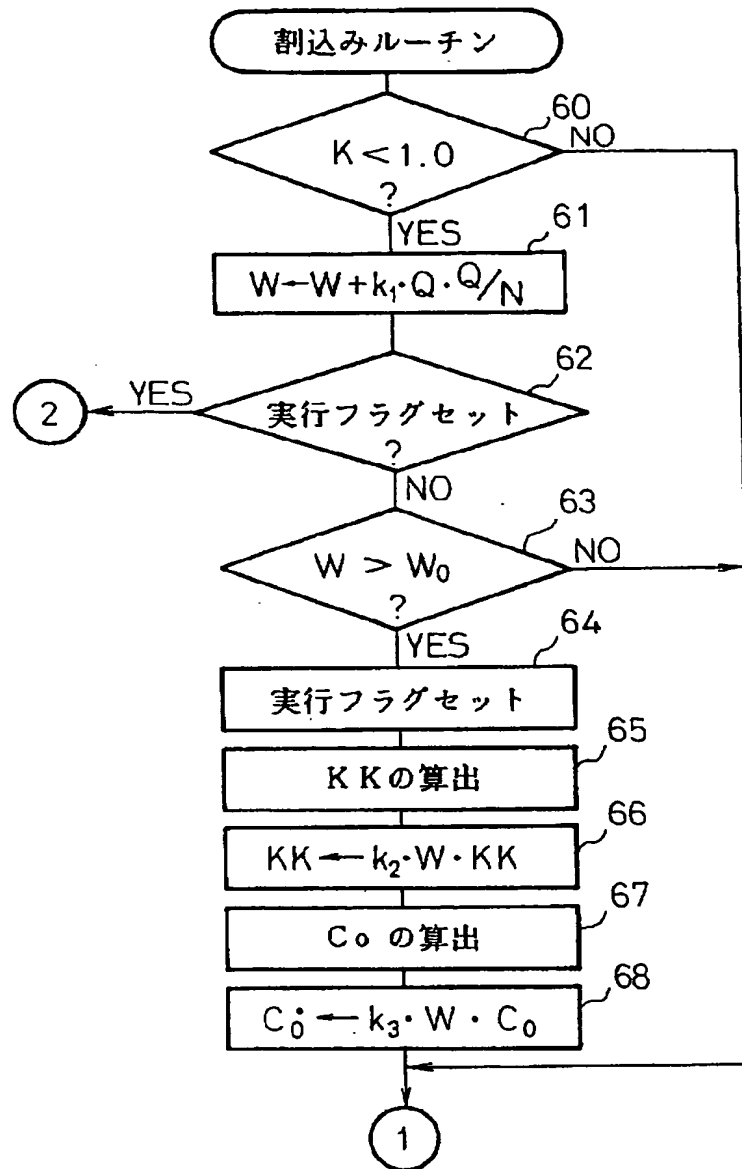 割込みルーチン
60
K<1.0
?
NO
YES
61
W←W+k₁·Q·Q/N
62
実行フラグセット
?
YES
2
NO
63
W > W₀
?
NO
YES
64
実行フラグセット
65
KKの算出
66
KK←k₂·W·KK
67
Coの算出
68
C₀←k₃·W·C₀
1